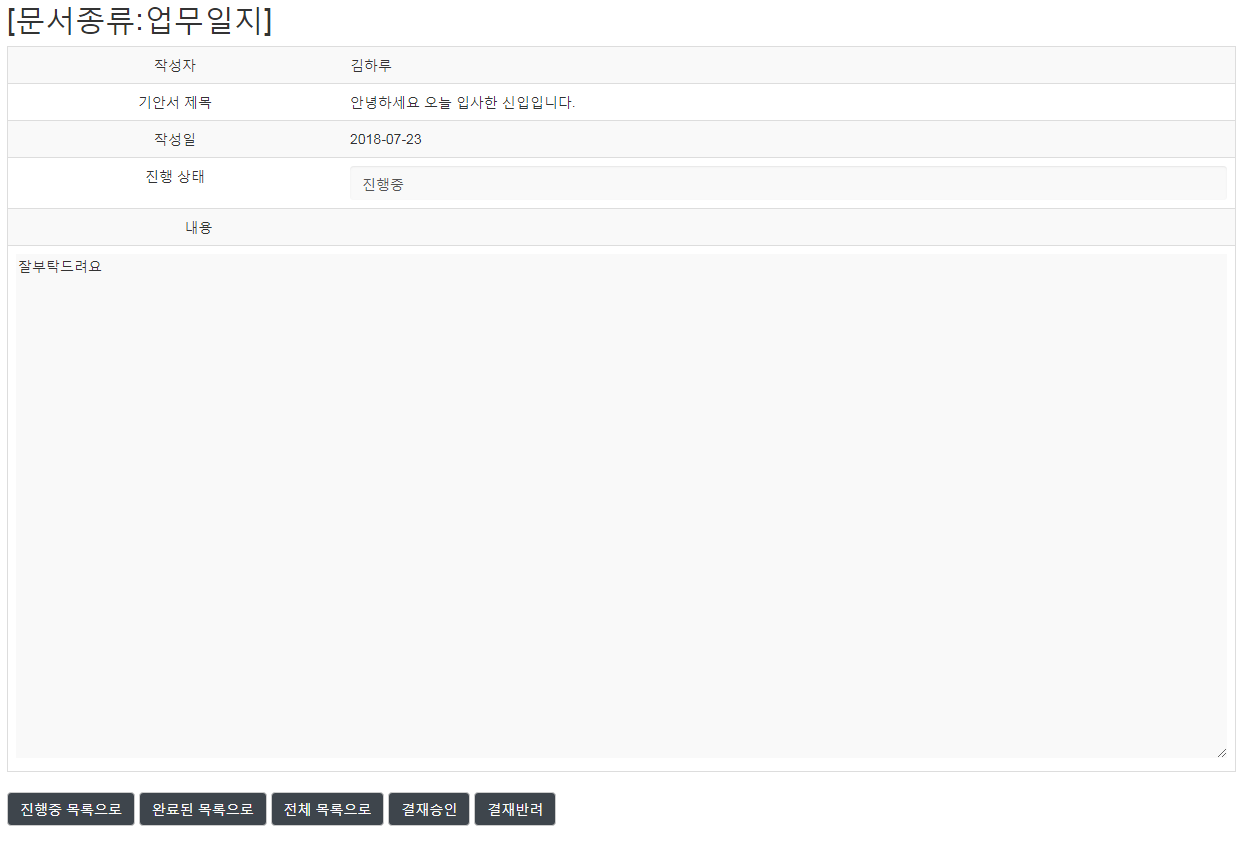 [문서종류:업무일지]
작성자 김하루
기안서 제목 안녕하세요 오늘 입사한 신입입니다.
작성일 2018-07-23
진행 상태 진행중
내용
잘부탁드려요
진행중 목록으로 완료된 목록으로 전체 목록으로 결재승인 결재반려